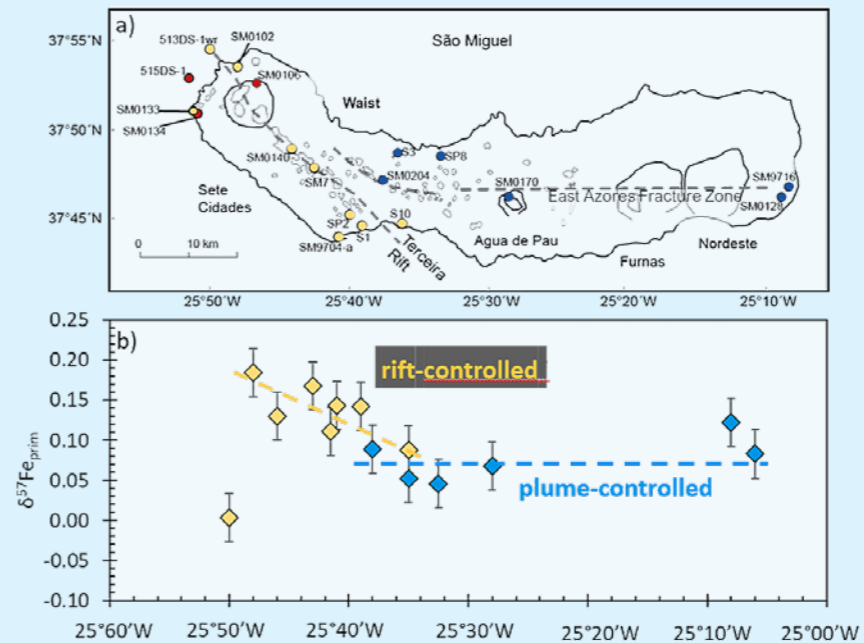 a)
São Miguel
37°55'N
37°50'N
37°45'N
513DS-1wr
SM0102
515DS-1
SM0106
SM0133
SM0134
Waist
SM0140
SM7
S3
SP8
SM0204
SM0170
SM9716
East Azores Fracture Zone
SM0128
Sete
Cidades
SP2
S1
S10
SM9704-a
Terceira
Rift
Agua de Pau
Nordeste
Furnas
0 10 km
25°50'W 25°40'W 25°30'W 25°20'W 25°10'W
b)
rift-controlled
plume-controlled
δ⁵⁷Feprim
0.25
0.20
0.15
0.10
0.05
0.00
-0.05
-0.10
25°60'W 25°50'W 25°40'W 25°30'W 25°20'W 25°10'W 25°00'W